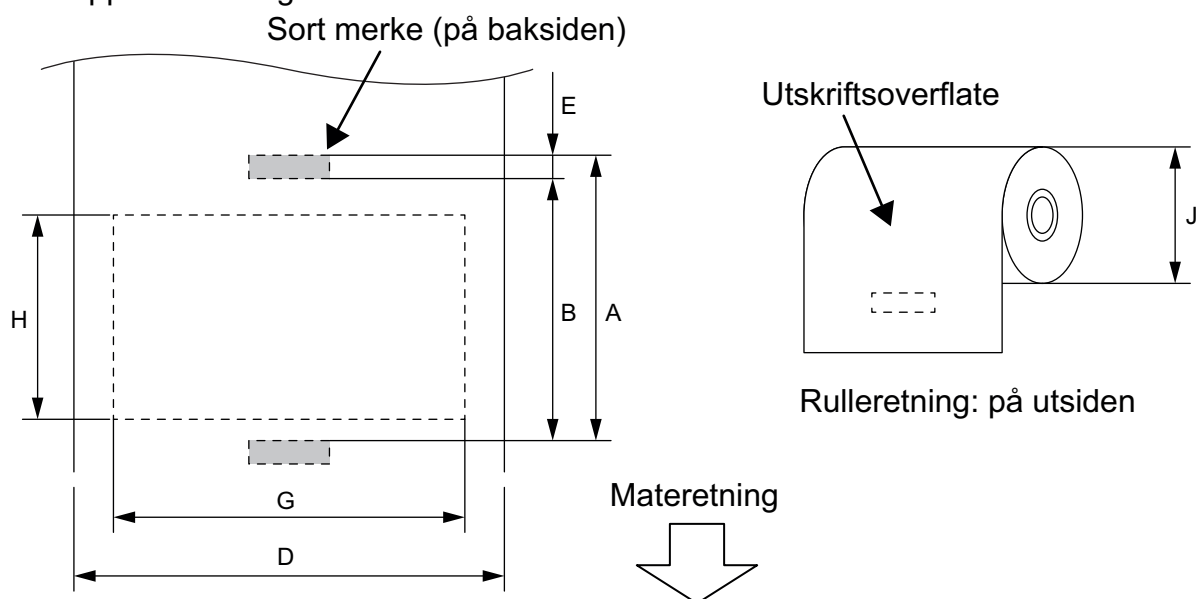 Sort merke (på baksiden)
E
Utskriftsoverflate
J
H
B
A
Rulleretning: på utsiden
G
Materetning
D